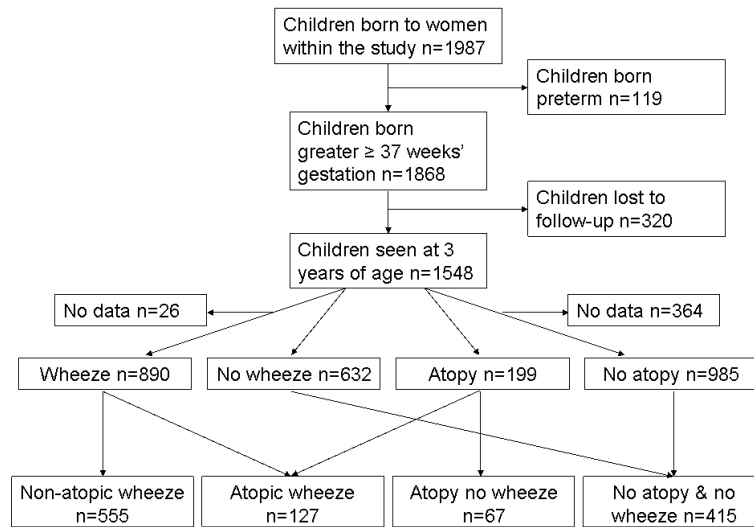 Children born to women
within the study n=1987
Children born
preterm n=119
Children born
greater ≥ 37 weeks'
gestation n=1868
Children lost to
follow-up n=320
Children seen at 3
years of age n=1548
No data n=26
No data n=364
Wheeze n=890
No wheeze n=632
Atopy n=199
No atopy n=985
Non-atopic wheeze
n=555
Atopic wheeze
n=127
Atopy no wheeze
n=67
No atopy & no
wheeze n=415